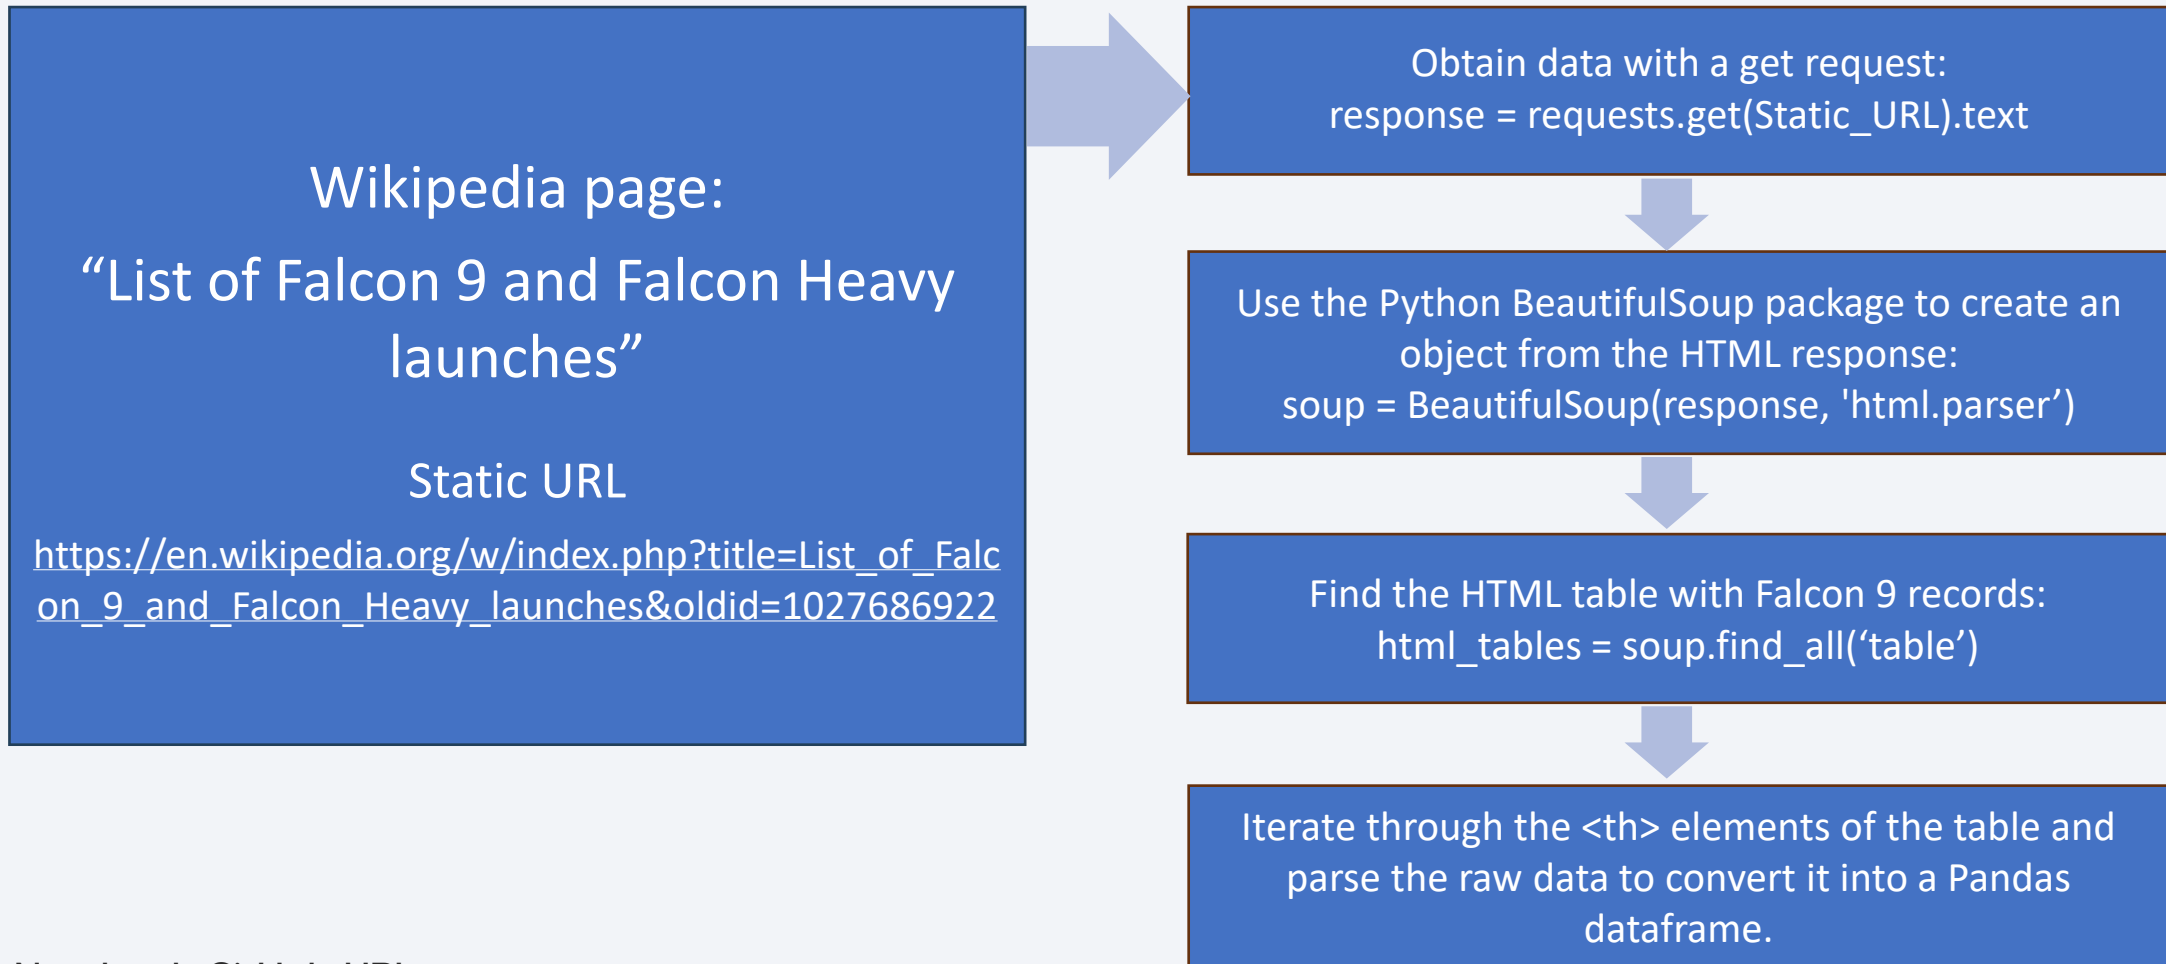 Wikipedia page:
“List of Falcon 9 and Falcon Heavy
launches”
Static URL
https://en.wikipedia.org/w/index.php?title=List_of_Falc
on_9_and_Falcon_Heavy_launches&oldid=1027686922
Obtain data with a get request:
response = requests.get(Static_URL).text
Use the Python BeautifulSoup package to create an
object from the HTML response:
soup = BeautifulSoup(response, 'html.parser’)
Find the HTML table with Falcon 9 records:
html_tables = soup.find_all(‘table’)
Iterate through the <th> elements of the table and
parse the raw data to convert it into a Pandas
dataframe.